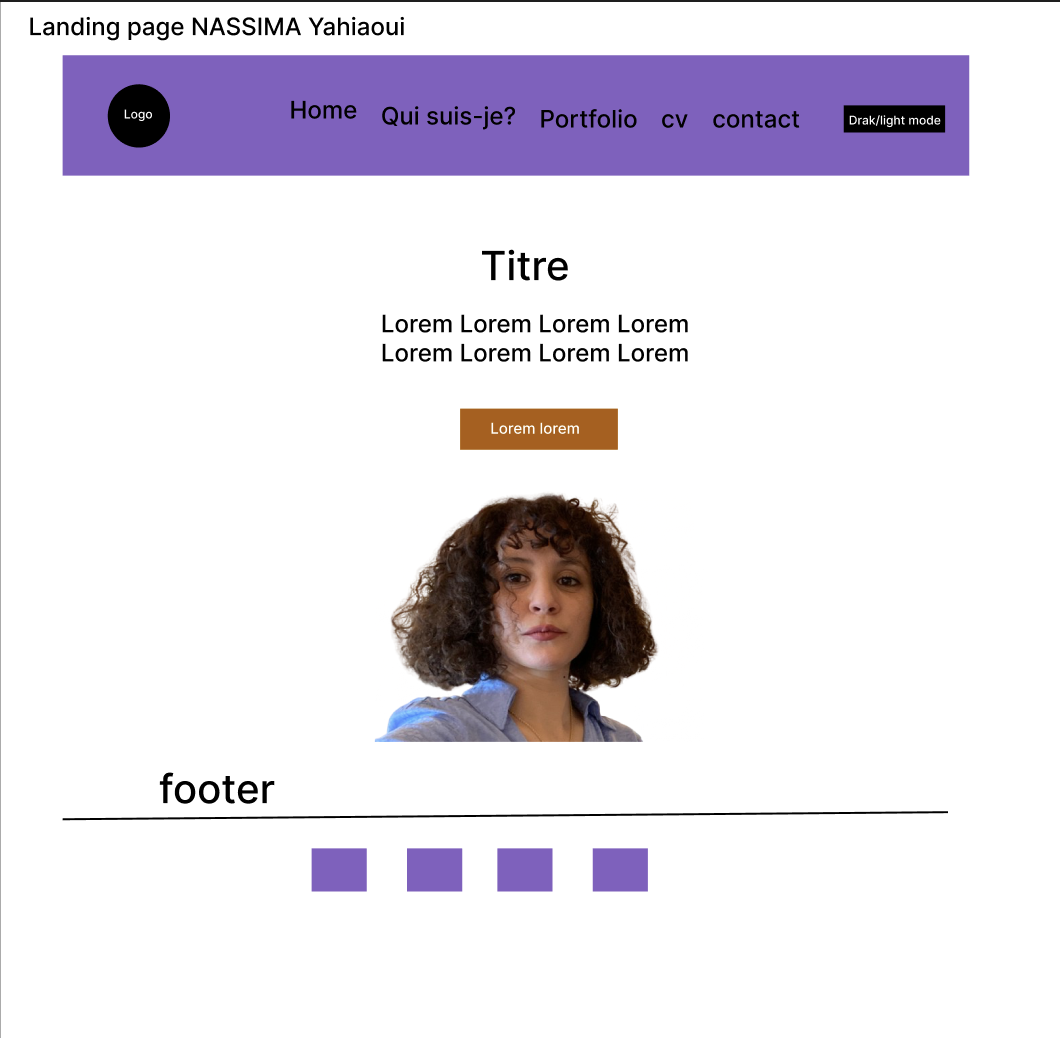 Landing page NASSIMA Yahiaoui
Logo
Home Qui suis-je? Portfolio cv contact
Drak/light mode
Titre
Lorem Lorem Lorem Lorem
Lorem Lorem Lorem Lorem
Lorem lorem
footer